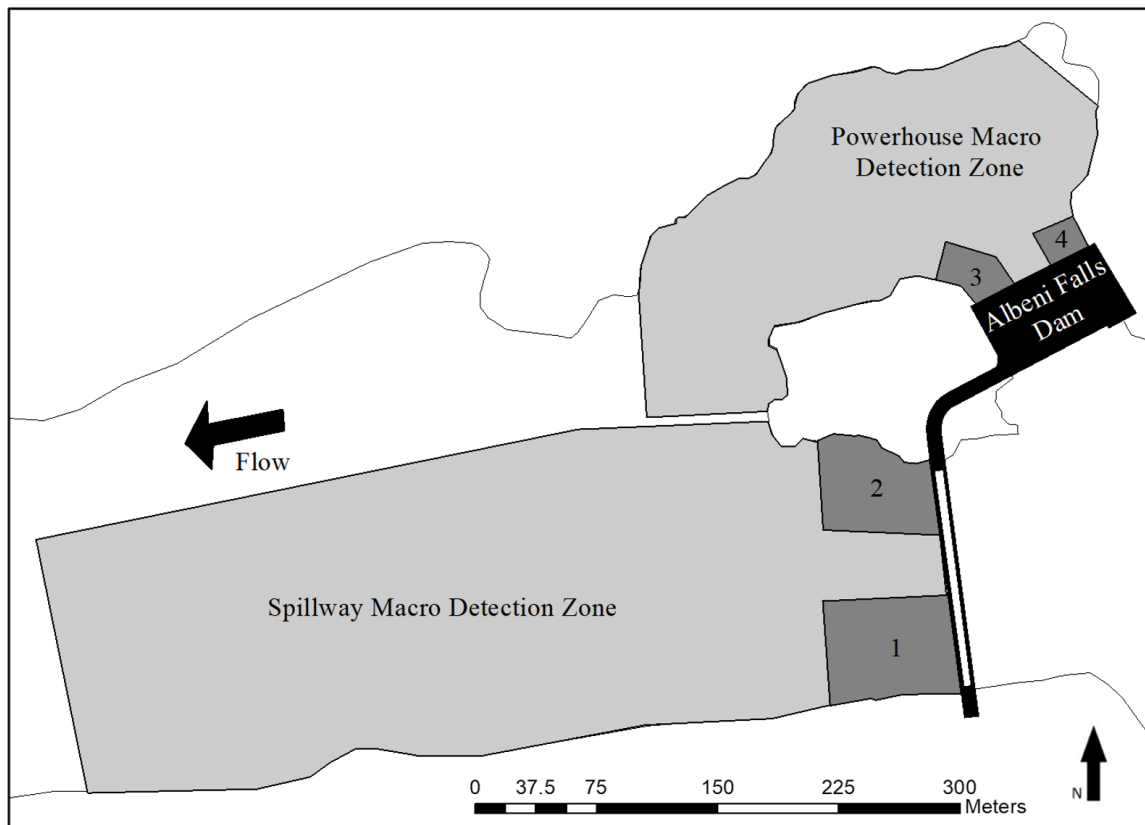 Powerhouse Macro
Detection Zone
4
3
Albeni Falls
Dam
Flow
2
Spillway Macro Detection Zone
1
0 37.5 75 150 225 300
Meters
N